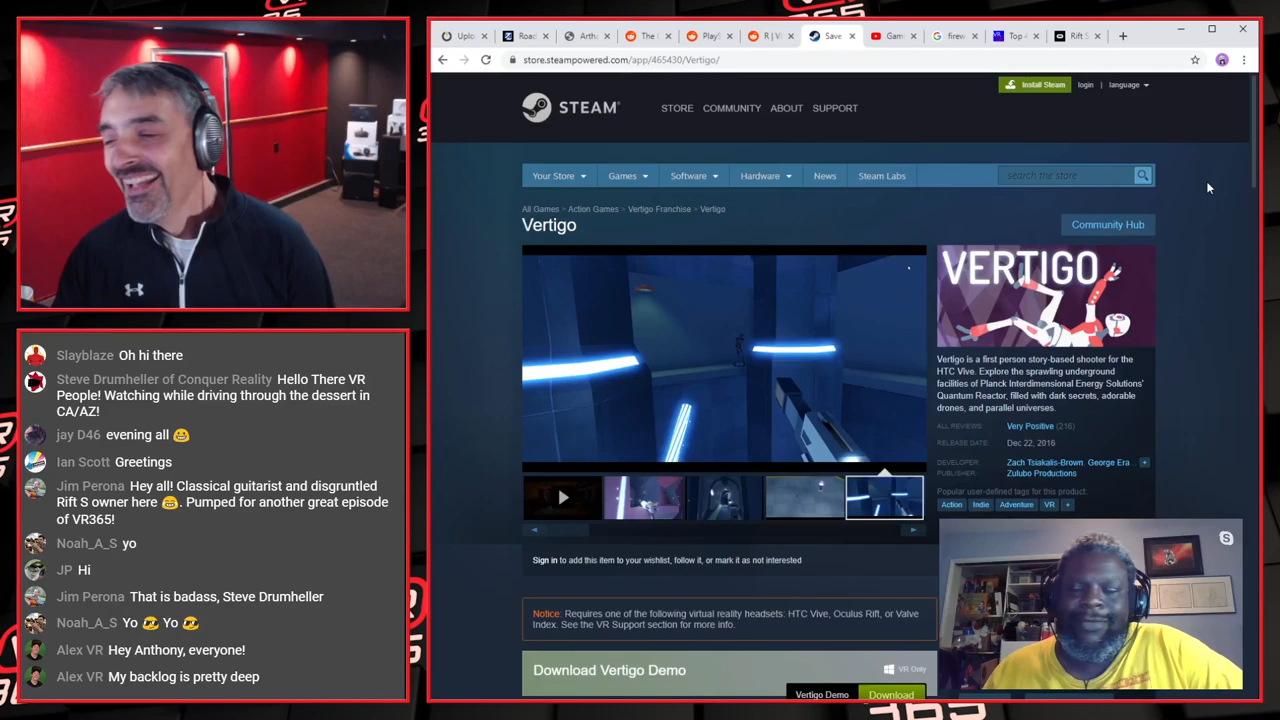 Slayblaze Oh hi there
Steve Drumheller of Conquer Reality Hello There VR
People! Watching while driving through the dessert in
CA/AZ!
jay D46 evening all
Ian Scott Greetings
Jim Perona Hey all! Classical guitarist and disgruntled
Rift S owner here. Pumped for another great episode
of VR365!
Noah_A_S yo
JP Hi
Jim Perona That is badass, Steve Drumheller
Noah_A_S Yo Yo
Alex VR Hey Anthony, everyone!
Alex VR My backlog is pretty deep
Uplo
Road
Arthu
The
PlayS
R | V
Save
Game
firew
Top
Rift S
store.steampowered.com/app/465430/Vertigo/
Install Steam login language
STEAM STORE COMMUNITY ABOUT SUPPORT
Your Store Games Software Hardware News Steam Labs search the store
All Games > Action Games > Vertigo Franchise > Vertigo
Vertigo
Community Hub
VERTIGO
Vertigo is a first person story-based shooter for the
HTC Vive. Explore the sprawling underground
facilities of Planck Interdimensional Energy Solutions'
Quantum Reactor, filled with dark secrets, adorable
drones, and parallel universes.
ALL REVIEWS: Very Positive (216)
RELEASE DATE: Dec 22, 2016
DEVELOPER: Zach Tsiakalis-Brown George Era +
PUBLISHER: Zulubo Productions
Popular user-defined tags for this product:
Action Indie Adventure VR +
Sign in to add this item to your wishlist, follow it, or mark it as not interested
Notice: Requires one of the following virtual reality headsets: HTC Vive, Oculus Rift, or Valve
Index. See the VR Support section for more info.
Download Vertigo Demo
VR Only
Vertigo Demo Download
365